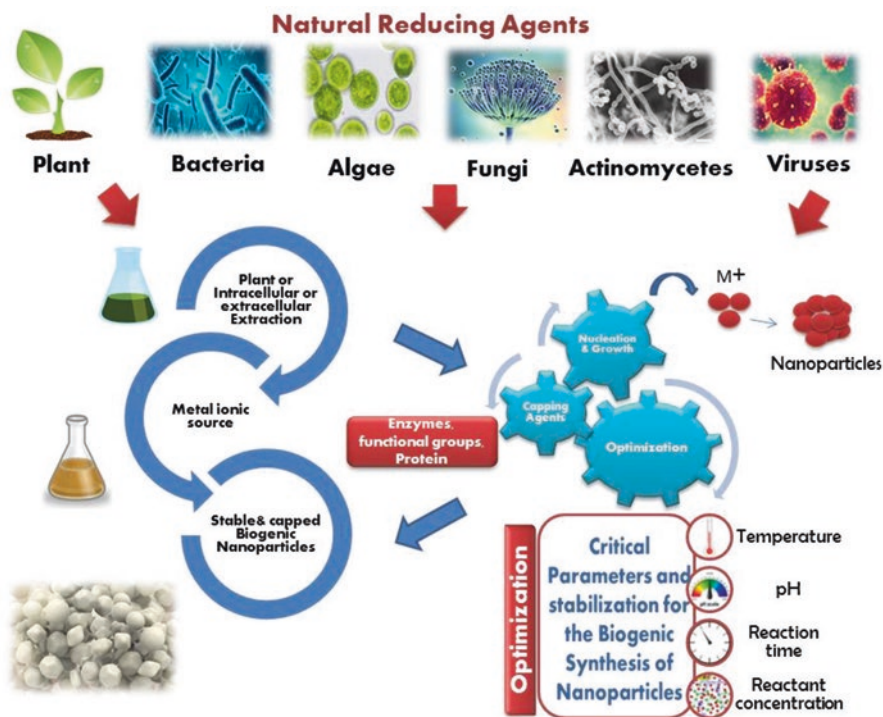 Natural Reducing Agents
Plant
Bacteria
Algae
Fungi
Actinomycetes
Viruses
Plant or
Intracellular or
extracellular
Extraction
Metal ionic
source
Stable& capped
Biogenic
Nanoparticles
Nucleation
& Growth
M+
Nanoparticles
Capping
Agents
Enzymes,
functional groups,
Protein
Optimization
Optimization
Critical
Parameters and
stabilization for
the Biogenic
Synthesis of
Nanoparticles
Temperature
pH
Reaction
time
Reactant
concentration